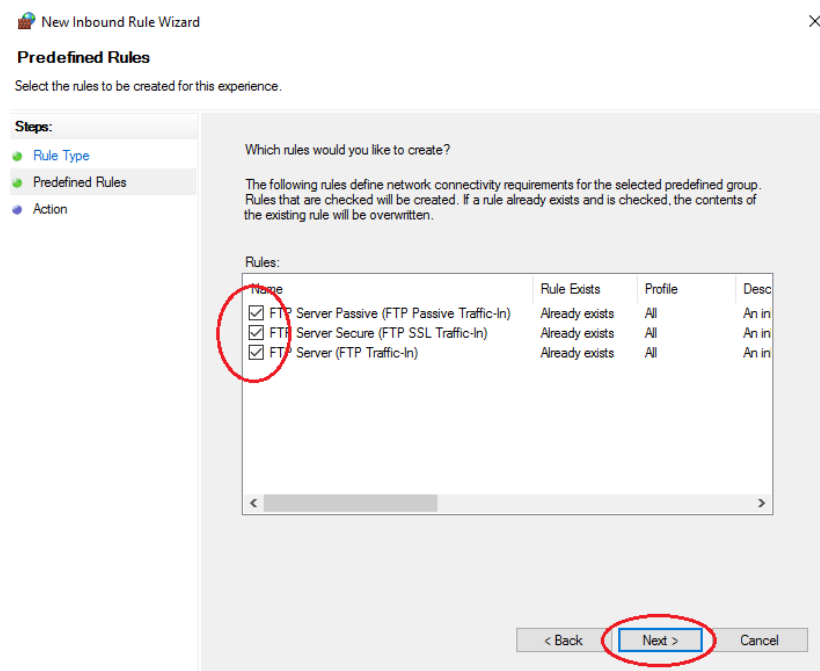 New Inbound Rule Wizard
Predefined Rules
Select the rules to be created for this experience.
Steps:
Rule Type
Predefined Rules
Action
Which rules would you like to create?
The following rules define network connectivity requirements for the selected predefined group.
Rules that are checked will be created. If a rule already exists and is checked, the contents of
the existing rule will be overwritten.
Rules:
Name Rule Exists Profile Desc
FTP Server Passive (FTP Passive Traffic-In) Already exists All An in
FTP Server Secure (FTP SSL Traffic-In) Already exists All An in
FTP Server (FTP Traffic-In) Already exists All An in
< Back Next > Cancel